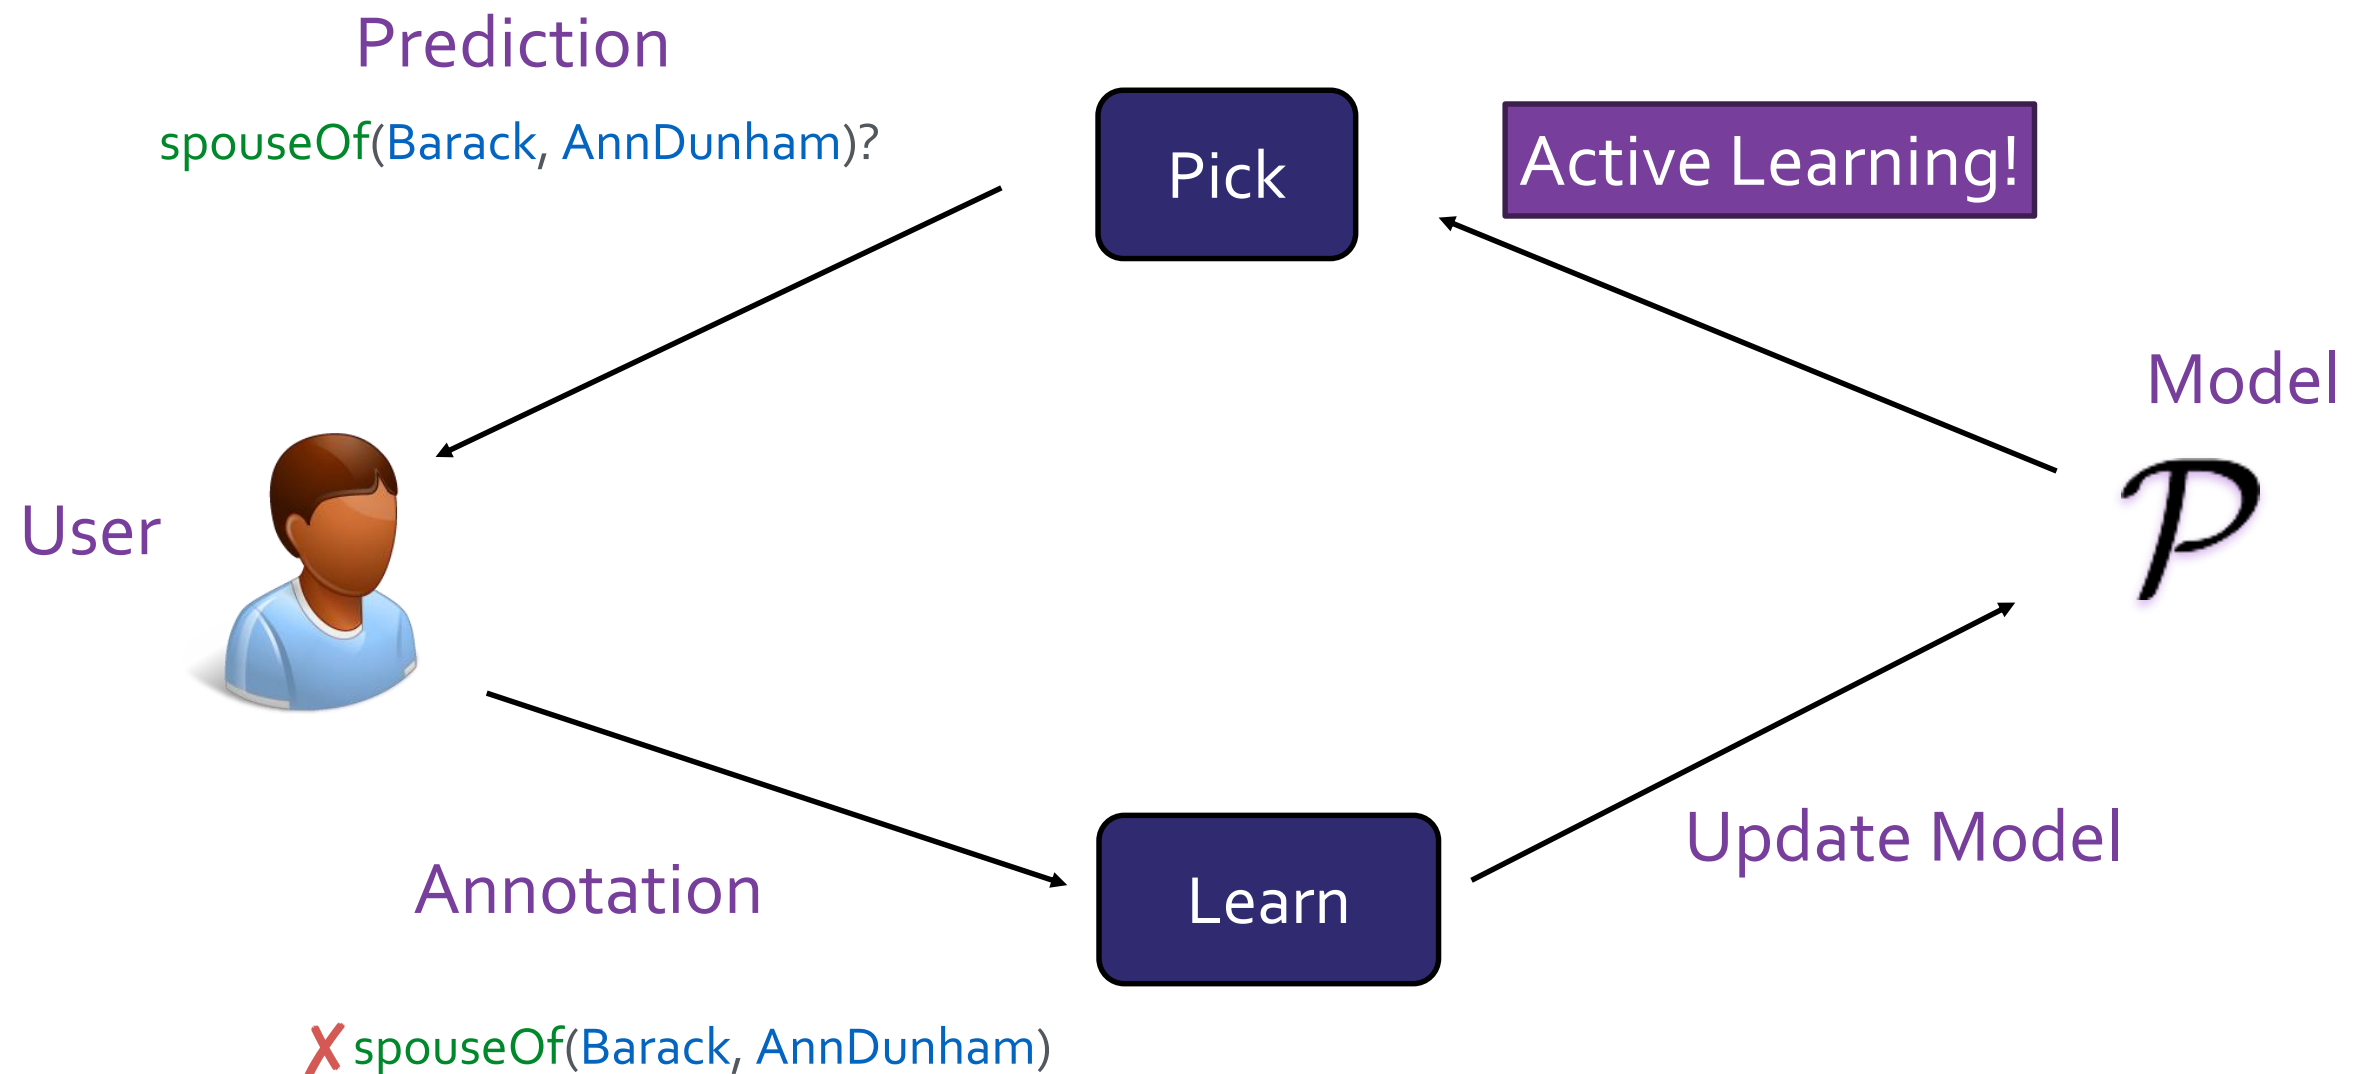 Prediction
spouseOf(Barack, AnnDunham)?
Pick
Active Learning!
Model
P
User
Update Model
Annotation
Learn
✗ spouseOf(Barack, AnnDunham)